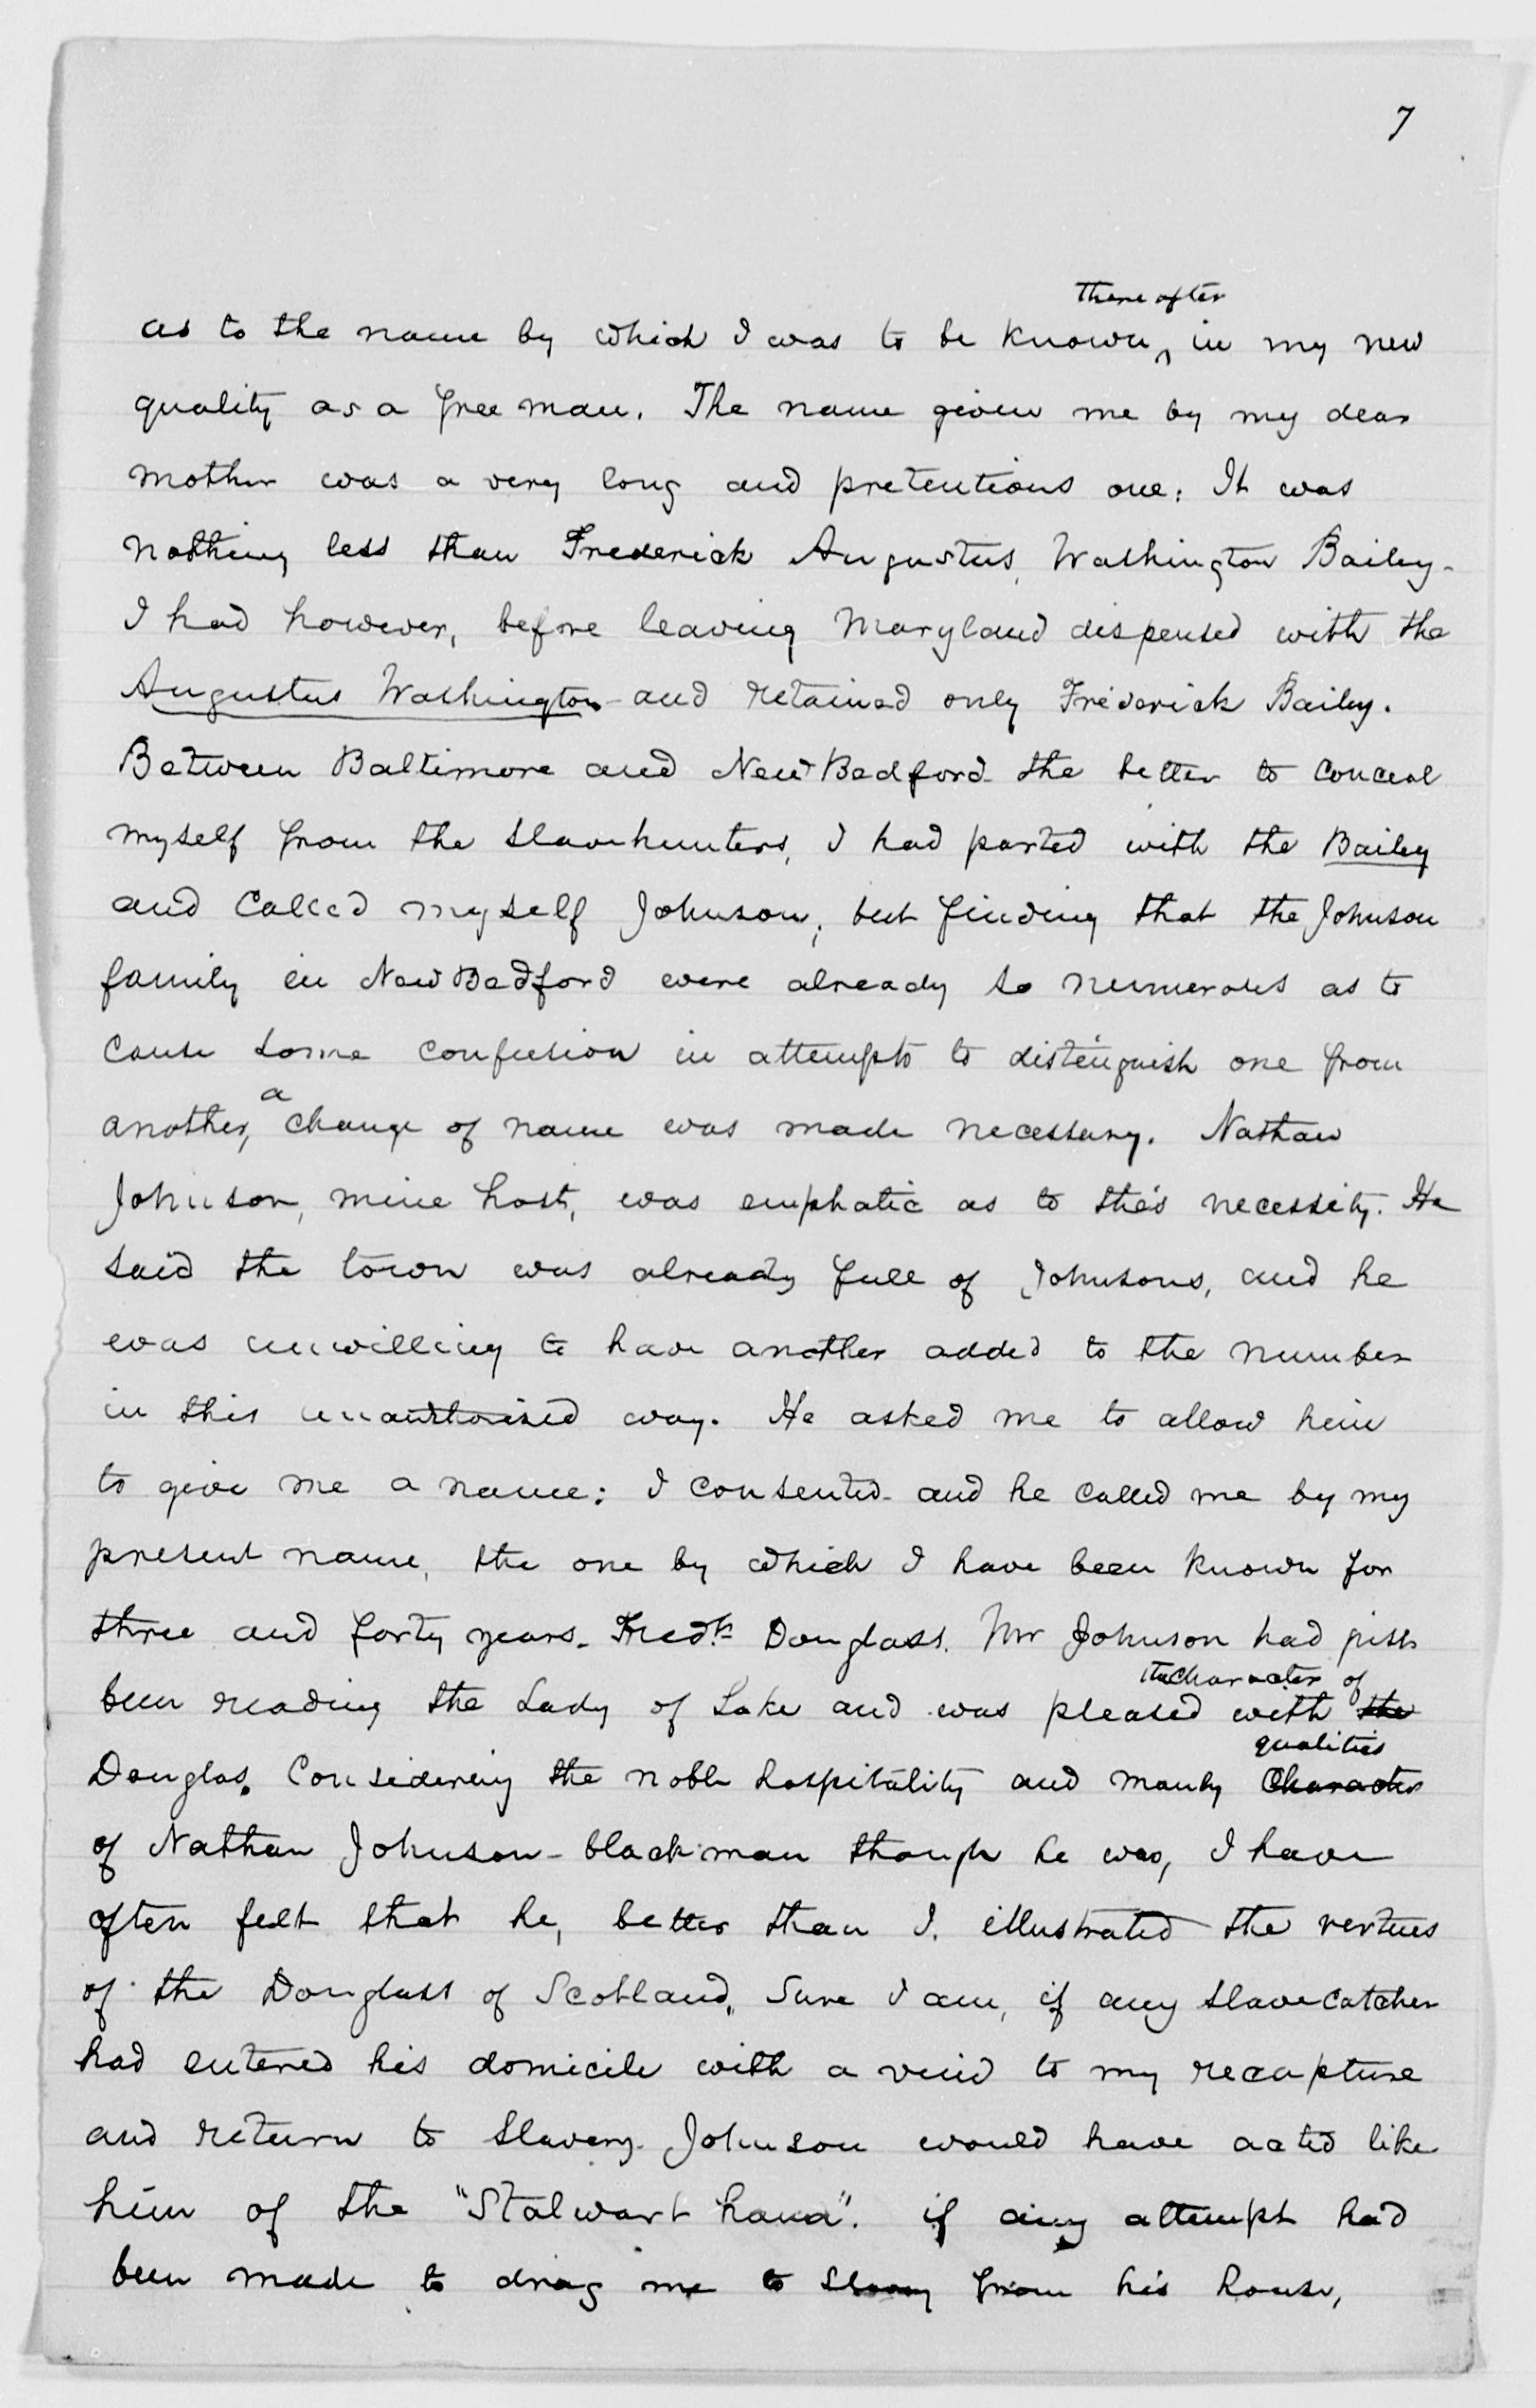 7
thereafter
as to the name by which I was to be known, in my new
quality as a free man. The name given me by my dear
mother was a very long and pretentious one: It was
nothing less than Frederick Augustus, Washington Bailey-
I had however, before leaving Maryland dispensed with the
Augustus Washington - and retained only Frederick Bailey.
Between Baltimore and New Bedford - the better to conceal
myself from the Slavehunters, I had parted with the Bailey
and Called myself Johnson; but finding that the Johnson
family in New Bedford were already so numerous as to
cause some confusion in attempts to distinguish one from
a
another, change of name was made necessary. Nathan
Johnson, mine host, was emphatic as to this necessity. He
said the town was already full of Johnsons, and he
was unwilling to have another added to the number
in this unauthorised way. He asked me to allow him
to give me a name: I consented - and he called me by my
present name, the one by which I have been known for
three and forty years - Fredk Douglass. Mr Johnson had just
the character of
been reading the Lady of Lake and was pleased with the
qualities
Douglas. Considering the noble hospitality and manly Character
of Nathan Johnson - black man though he was, I have
often felt that he, better than I. illustrated the vertues
of the Douglass of Scotland. Sure I am, if any slave catcher
had entered his domicile with a veiw to my recapture
and return to Slavery - Johnson would have acted like
him of the "Stalwart hand". if any attempt had
been made to drag me to Slavery from his house,